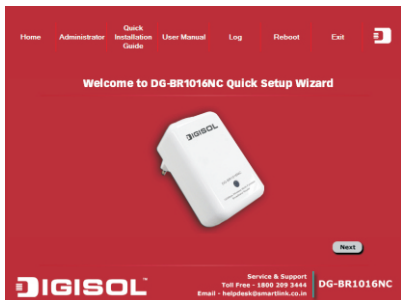 Home
Administrator
Quick
Installation
Guide
User Manual
Log
Reboot
Exit
Welcome to DG-BR1016NC Quick Setup Wizard
DIGISOL
Next
DIGISOL™
Service & Support
Toll Free - 1800 209 3444
Email - helpdesk@smartlink.co.in
DG-BR1016NC